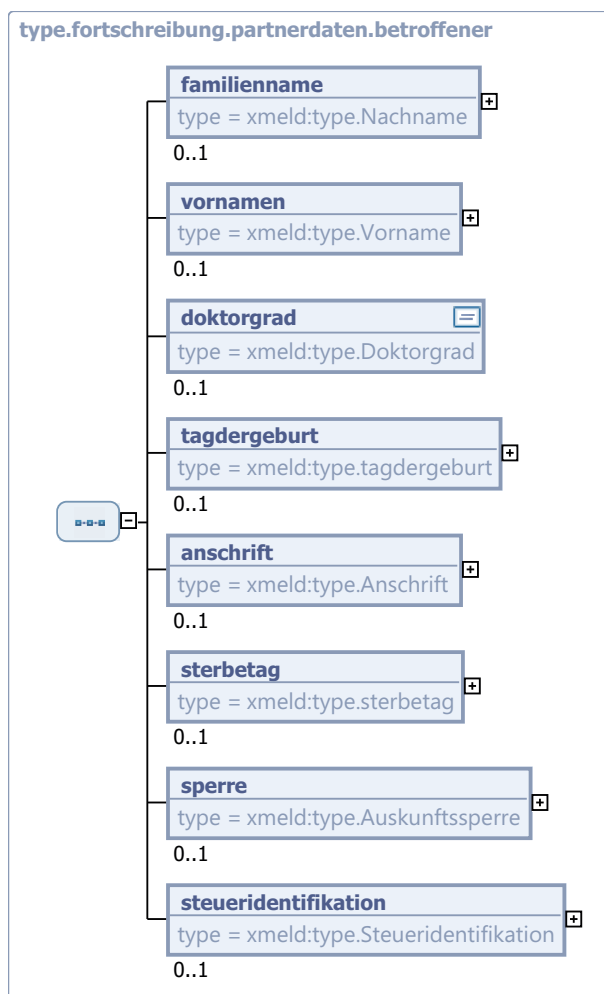 type.fortschreibung.partnerdaten.betroffener
familienname
type = xmeld:type.Nachname
0..1
vornamen
type = xmeld:type.Vorname
0..1
doktorgrad
type = xmeld:type.Doktorgrad
0..1
tagdergeburt
type = xmeld:type.tagdergeburt
0..1
anschrift
type = xmeld:type.Anschrift
0..1
sterbetag
type = xmeld:type.sterbetag
0..1
sperre
type = xmeld:type.Auskunftssperre
0..1
steueridentifikation
type = xmeld:type.Steueridentifikation
0..1